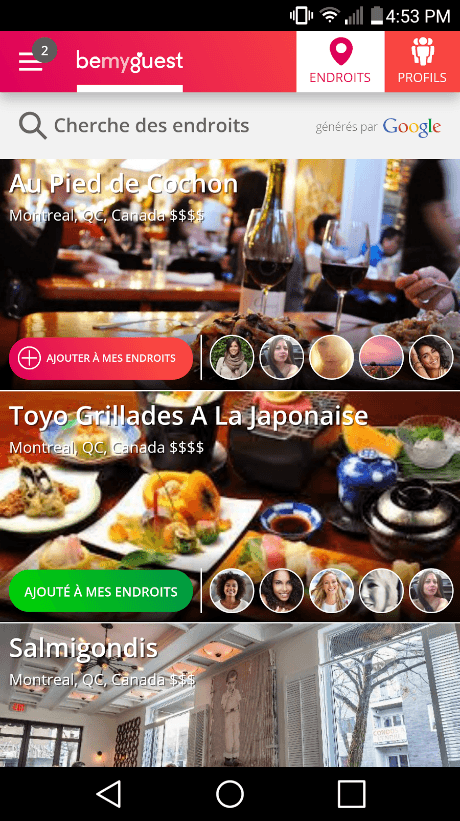 4:53 PM
2
bemyguest
ENDROITS
PROFILS
Cherche des endroits
générés par Google
Au Pied de Cochon
Montreal, QC, Canada $$$$
AJOUTER À MES ENDROITS
Toyo Grillades A La Japonaise
Montreal, QC, Canada $$$$
AJOUTÉ À MES ENDROITS
Salmigondis
Montreal, QC, Canada $$$